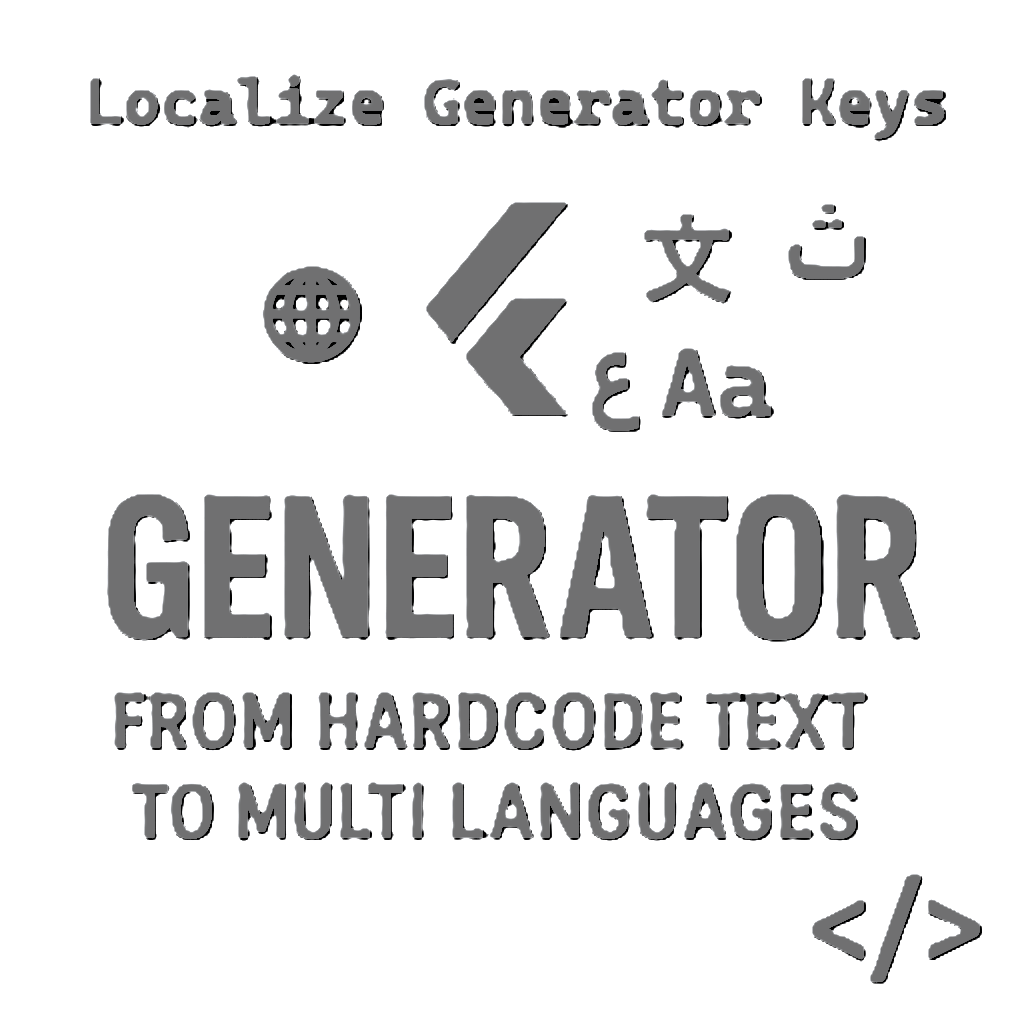 Localize Generator Keys
文 ث
ع Aa
GENERATOR
FROM HARDCODE TEXT
TO MULTI LANGUAGES
</>